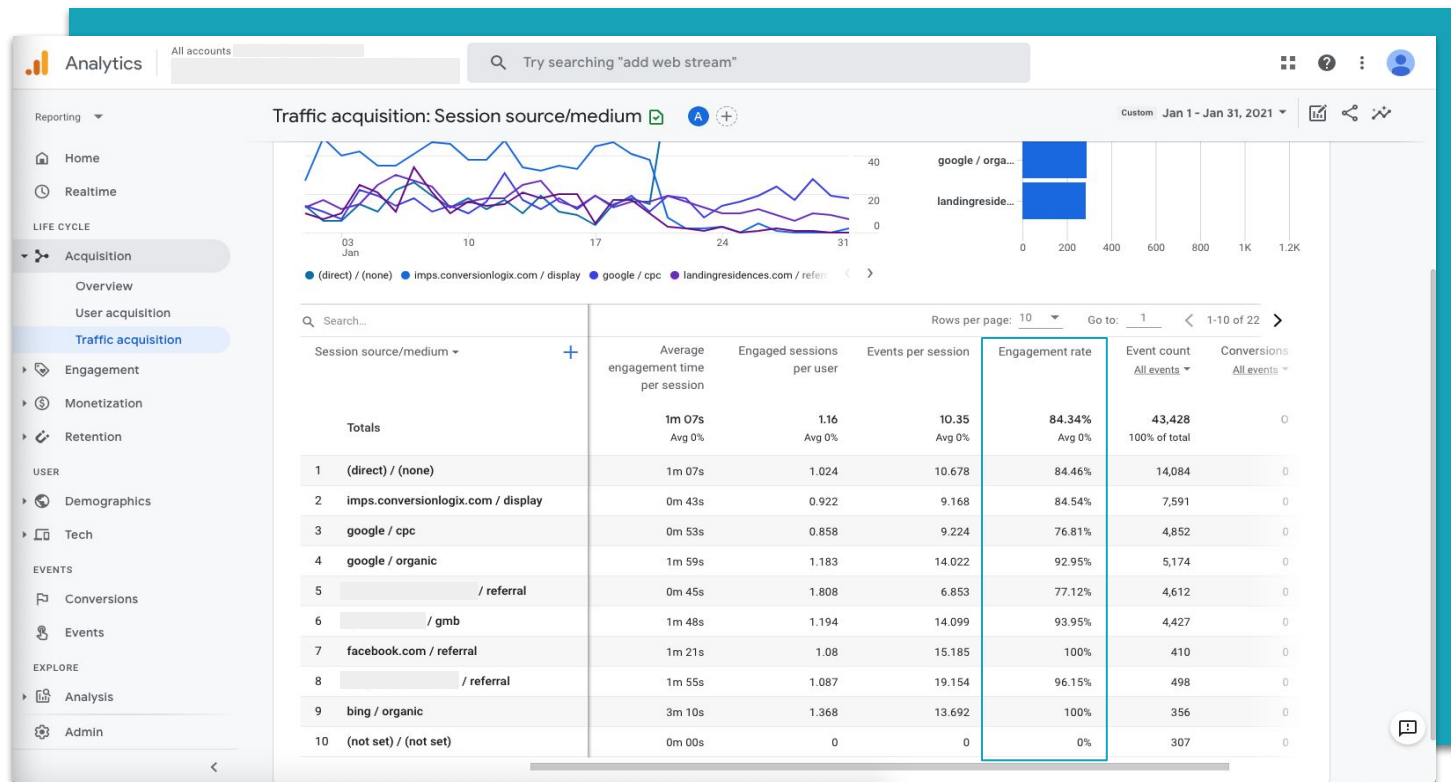 All accounts
Analytics
Try searching "add web stream"
Reporting
Traffic acquisition: Session source/medium
A
Custom Jan 1 - Jan 31, 2021
Home
Realtime
LIFE CYCLE
Acquisition
Overview
User acquisition
Traffic acquisition
Engagement
Monetization
Retention
USER
Demographics
Tech
EVENTS
Conversions
Events
EXPLORE
Analysis
Admin
40
20
0
03 10 17 24 31
Jan
(direct) / (none) imps.conversionlogix.com / display google / cpc landingresidences.com / refer
google / orga...
landingreside...
0 200 400 600 800 1K 1.2K
Search...
Rows per page: 10 Go to: 1 1-10 of 22
Session source/medium Average engagement time per session Engaged sessions per user Events per session Engagement rate Event count All events Conversions All events
Totals 1m 07s 1.16 10.35 84.34% 43,428 0
Avg 0% Avg 0% Avg 0% Avg 0% 100% of total
1 (direct) / (none) 1m 07s 1.024 10.678 84.46% 14,084 0
2 imps.conversionlogix.com / display 0m 43s 0.922 9.168 84.54% 7,591 0
3 google / cpc 0m 53s 0.858 9.224 76.81% 4,852 0
4 google / organic 1m 59s 1.183 14.022 92.95% 5,174 0
5 / referral 0m 45s 1.808 6.853 77.12% 4,612 0
6 / gmb 1m 48s 1.194 14.099 93.95% 4,427 0
7 facebook.com / referral 1m 21s 1.08 15.185 100% 410 0
8 / referral 1m 55s 1.087 19.154 96.15% 498 0
9 bing / organic 3m 10s 1.368 13.692 100% 356 0
10 (not set) / (not set) 0m 00s 0 0 0% 307 0